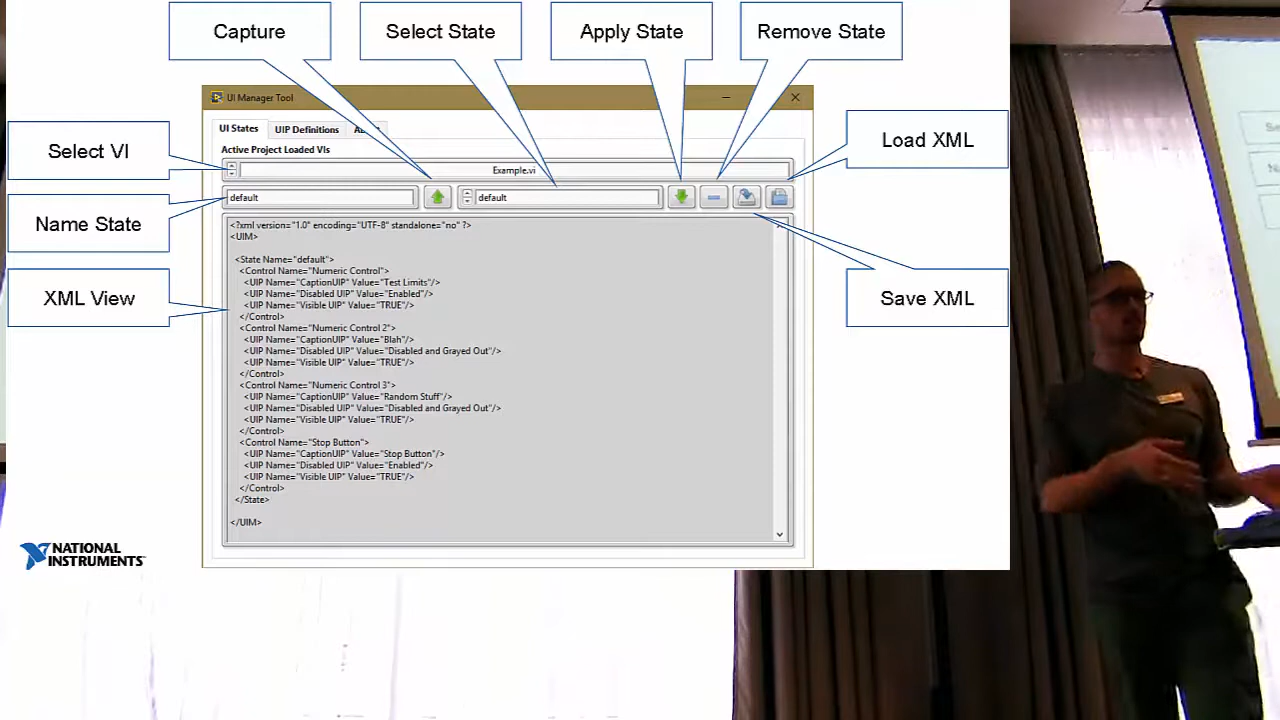 Capture
Select State
Apply State
Remove State
UI Manager Tool
Load XML
Select VI
UI States
UIP Definitions
Active Project Loaded VIs
Example.vi
default
default
Name State
XML View
Save XML
<?xml version="1.0" encoding="UTF-8" standalone="no" ?>
<UIM>
<State Name="default">
<Control Name="Numeric Control">
<UIP Name="CaptionUIP" Value="Test Limits"/>
<UIP Name="Disabled UIP" Value="Enabled"/>
<UIP Name="Visible UIP" Value="TRUE"/>
</Control>
<Control Name="Numeric Control 2">
<UIP Name="CaptionUIP" Value="Blah"/>
<UIP Name="Disabled UIP" Value="Disabled and Grayed Out"/>
<UIP Name="Visible UIP" Value="TRUE"/>
</Control>
<Control Name="Numeric Control 3">
<UIP Name="CaptionUIP" Value="Random Stuff"/>
<UIP Name="Disabled UIP" Value="Disabled and Grayed Out"/>
<UIP Name="Visible UIP" Value="TRUE"/>
</Control>
<Control Name="Stop Button">
<UIP Name="CaptionUIP" Value="Stop Button"/>
<UIP Name="Disabled UIP" Value="Enabled"/>
<UIP Name="Visible UIP" Value="TRUE"/>
</Control>
</State>
</UIM>
NATIONAL
INSTRUMENTS